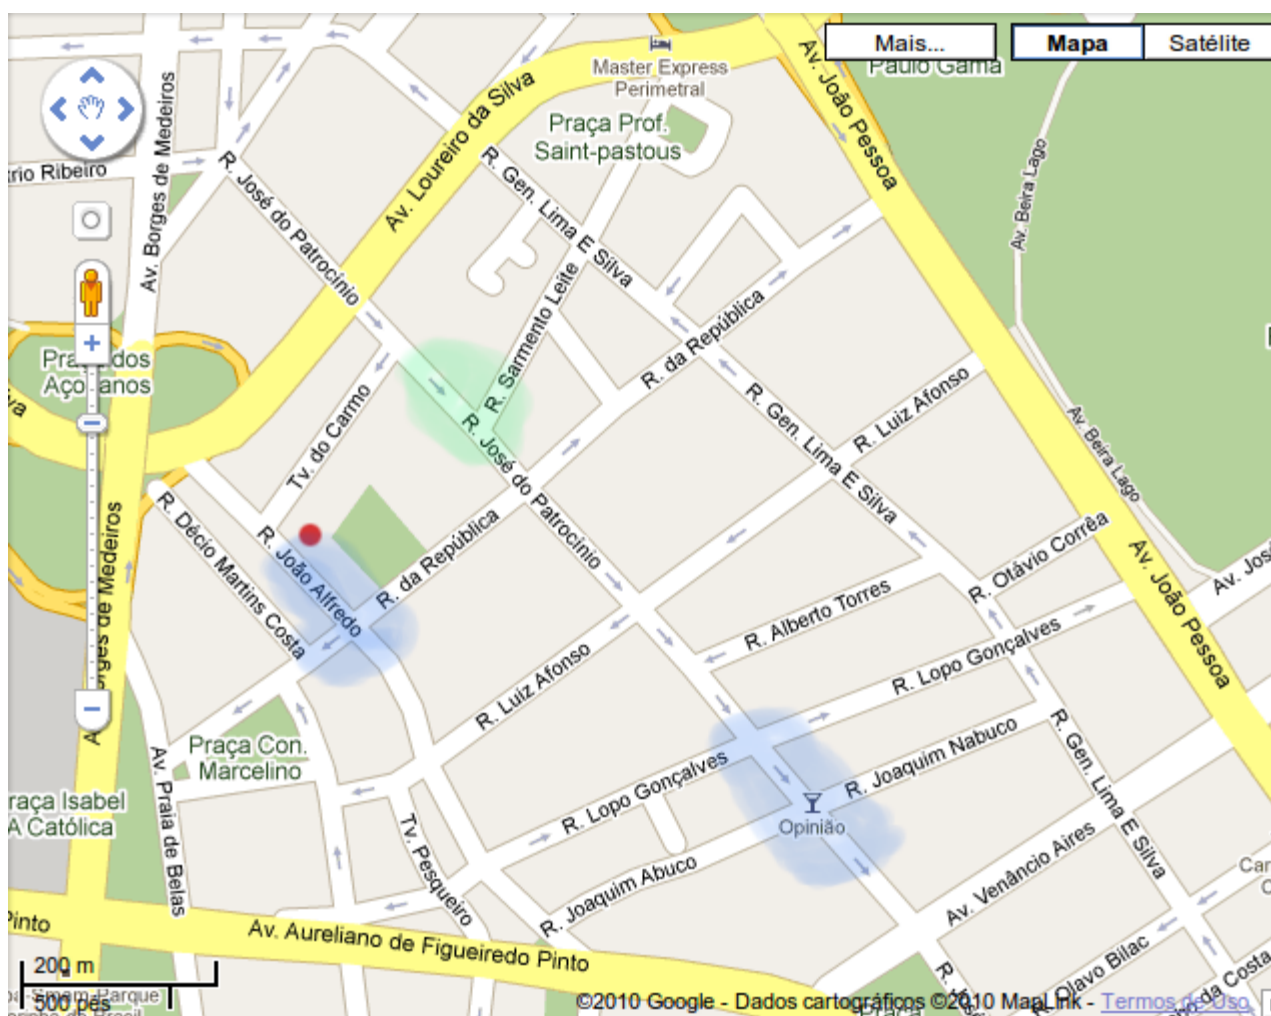 Mais...
Mapa
Satélite
Paulo Gama
Master Express
Perimetral
Praça Prof.
Saint-pastous
Av. João Pessoa
Av. Beira Lago
Av. Loureiro da Silva
Av. Borges de Medeiros
Ribeiro
R. José do Patrocínio
R. Gen. Lima E Silva
R. Sarmento Leite
R. da República
Açorianos
Tv. do Carmo
R. José do Patrocínio
R. Gen. Lima E Silva
R. Luiz Afonso
Av. Beira Lago
R. Décio Martins Costa
R. João Alfredo
R. da República
R. Otávio Corrêa
R. Alberto Torres
Av. João Pessoa
R. Lopo Gonçalves
R. Luiz Afonso
R. Joaquim Nabuco
R. Gen. Lima E Silva
Praça Con.
Marcelino
R. Lopo Gonçalves
Opinião
Av. Praia de Belas
A Católica
Tv. Pesqueiro
R. Joaquim Abuco
Av. Venâncio Aires
Av. Aureliano de Figueiredo Pinto
Pinto
R. Olavo Bilac
da Costa
200 m
500 pés
©2010 Google - Dados cartográficos ©2010 MapLink - Termos de Uso